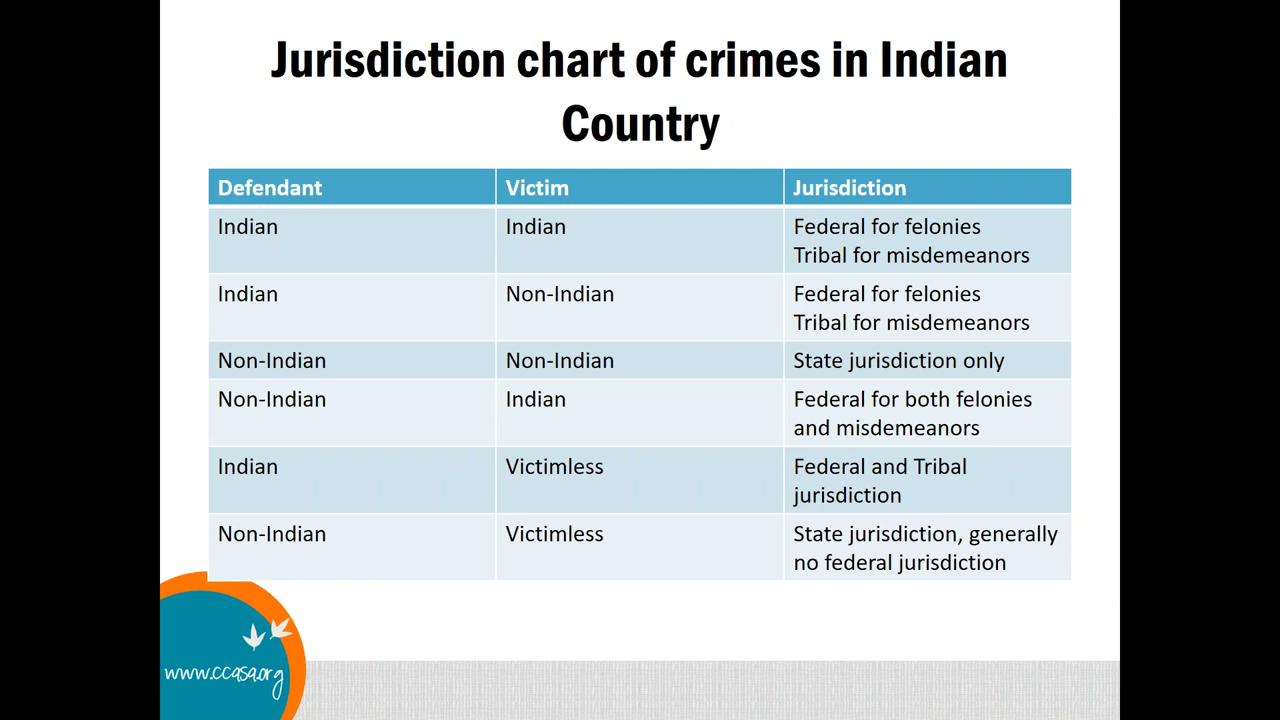 Jurisdiction chart of crimes in Indian
Country
Defendant
Victim
Jurisdiction
Indian
Indian
Federal for felonies
Tribal for misdemeanors
Indian
Non-Indian
Federal for felonies
Tribal for misdemeanors
Non-Indian
Non-Indian
State jurisdiction only
Non-Indian
Indian
Federal for both felonies
and misdemeanors
Indian
Victimless
Federal and Tribal
jurisdiction
Non-Indian
Victimless
State jurisdiction, generally
no federal jurisdiction
www.ccasa.org